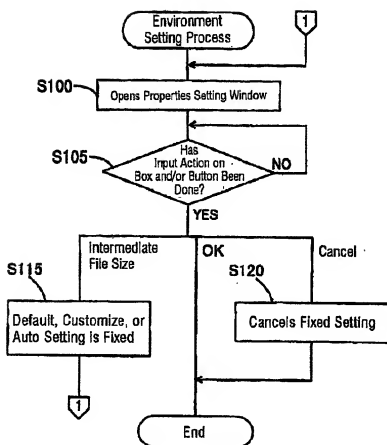 Environment
Setting Process
1
S100
Opens Properties Setting Window
S105
Has
Input Action on
Box and/or Button Been
Done?
NO
YES
Intermediate
File Size
OK
Cancel
S115
S120
Default, Customize, or
Auto Setting Is Fixed
Cancels Fixed Setting
1
End